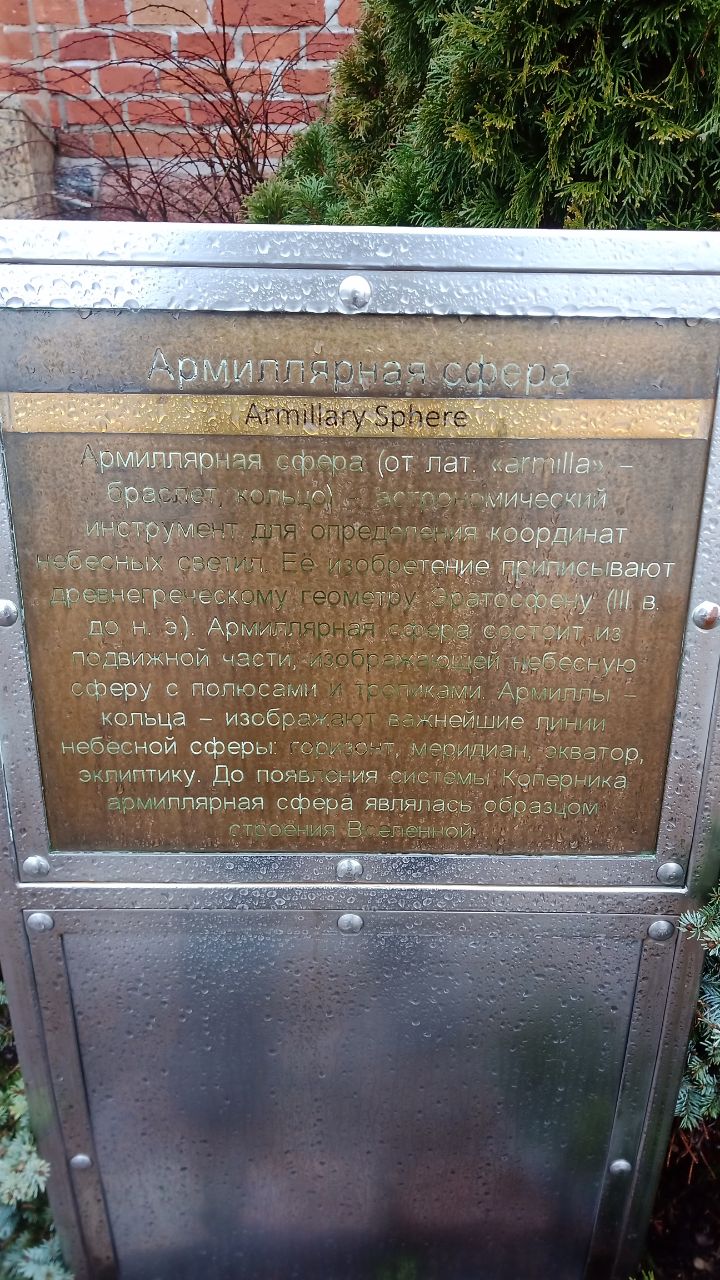 Армиллярная сфера
Armillary Sphere
Армиллярная сфера (от лат. «armilla» –
браслет, кольцо) – астрономический
инструмент для определения координат
небесных светил. Её изобретение приписывают
древнегреческому геометру Эратосфену (III в.
до н. э.). Армиллярная сфера состоит из
подвижной части, изображающей небесную
сферу с полюсами и тропиками. Армиллы –
кольца – изображают важнейшие линии
небесной сферы: горизонт, меридиан, экватор,
эклиптику. До появления системы Коперника
армиллярная сфера являлась образцом
строения Вселенной.